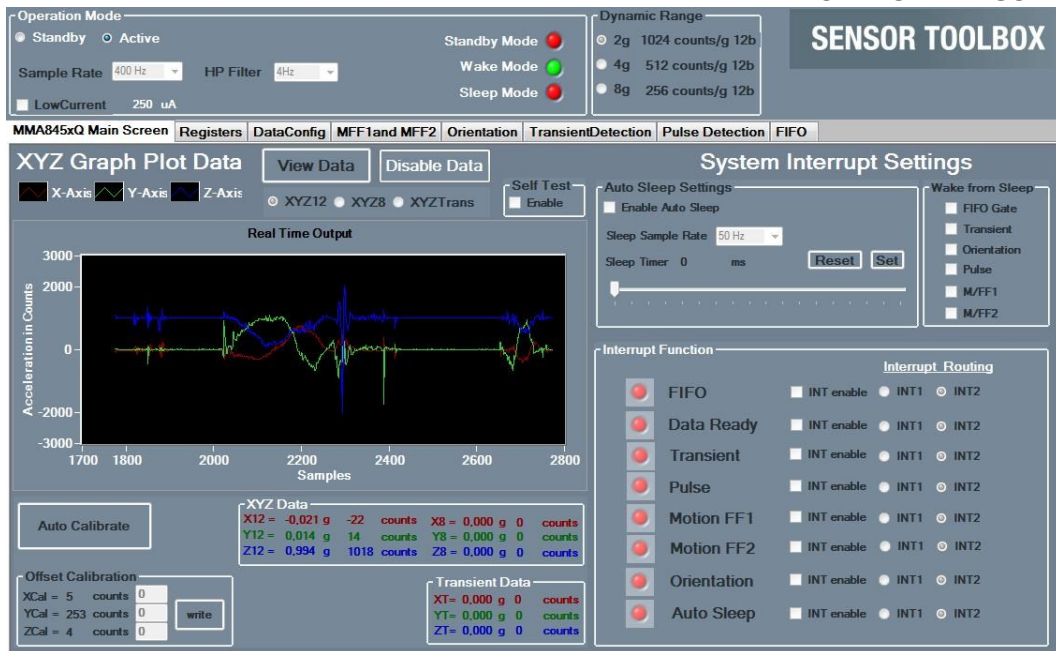 Operation Mode
Standby Active
Sample Rate 400 Hz HP Filter 4Hz
LowCurrent 250 uA
Standby Mode
Wake Mode
Sleep Mode
Dynamic Range
2g 1024 counts/g 12b
4g 512 counts/g 12b
8g 256 counts/g 12b
SENSOR TOOLBOX
MMA845xQ Main Screen Registers DataConfig MFF1and MFF2 Orientation TransientDetection Pulse Detection FIFO
XYZ Graph Plot Data View Data Disable Data
X-Axis Y-Axis Z-Axis
XYZ12 XYZ8 XYZTrans
Self Test
Enable
Real Time Output
Acceleration in Counts
3000
2000
0
-2000
-3000
1700 1800 2000 2200 2400 2600 2800
Samples
Auto Calibrate
XYZ Data
X12 = -0,021 g -22 counts X8 = 0,000 g 0 counts
Y12 = 0,014 g 14 counts Y8 = 0,000 g 0 counts
Z12 = 0,994 g 1018 counts Z8 = 0,000 g 0 counts
Offset Calibration
XCal = 5 counts 0
YCal = 253 counts 0
ZCal = 4 counts 0
write
Transient Data
XT= 0,000 g 0 counts
YT= 0,000 g 0 counts
ZT= 0,000 g 0 counts
System Interrupt Settings
Auto Sleep Settings
Enable Auto Sleep
Sleep Sample Rate 50 Hz
Sleep Timer 0 ms Reset Set
Wake from Sleep
FIFO Gate
Transient
Orientation
Pulse
M/FF1
M/FF2
Interrupt Function
Interrupt Routing
FIFO INT enable INT1 INT2
Data Ready INT enable INT1 INT2
Transient INT enable INT1 INT2
Pulse INT enable INT1 INT2
Motion FF1 INT enable INT1 INT2
Motion FF2 INT enable INT1 INT2
Orientation INT enable INT1 INT2
Auto Sleep INT enable INT1 INT2